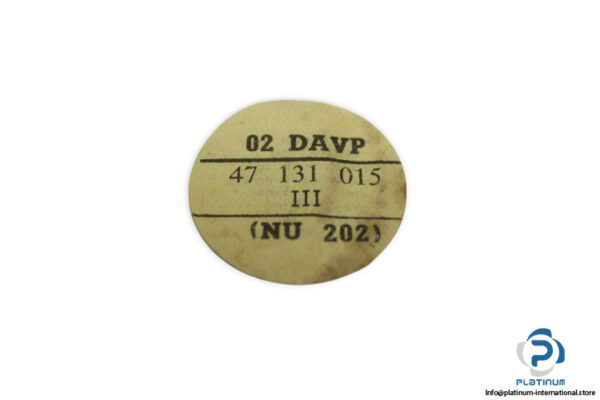 02 DAVP
47 131 015
III
(NU 202)
PLATINUM
Info@platinum-international.store